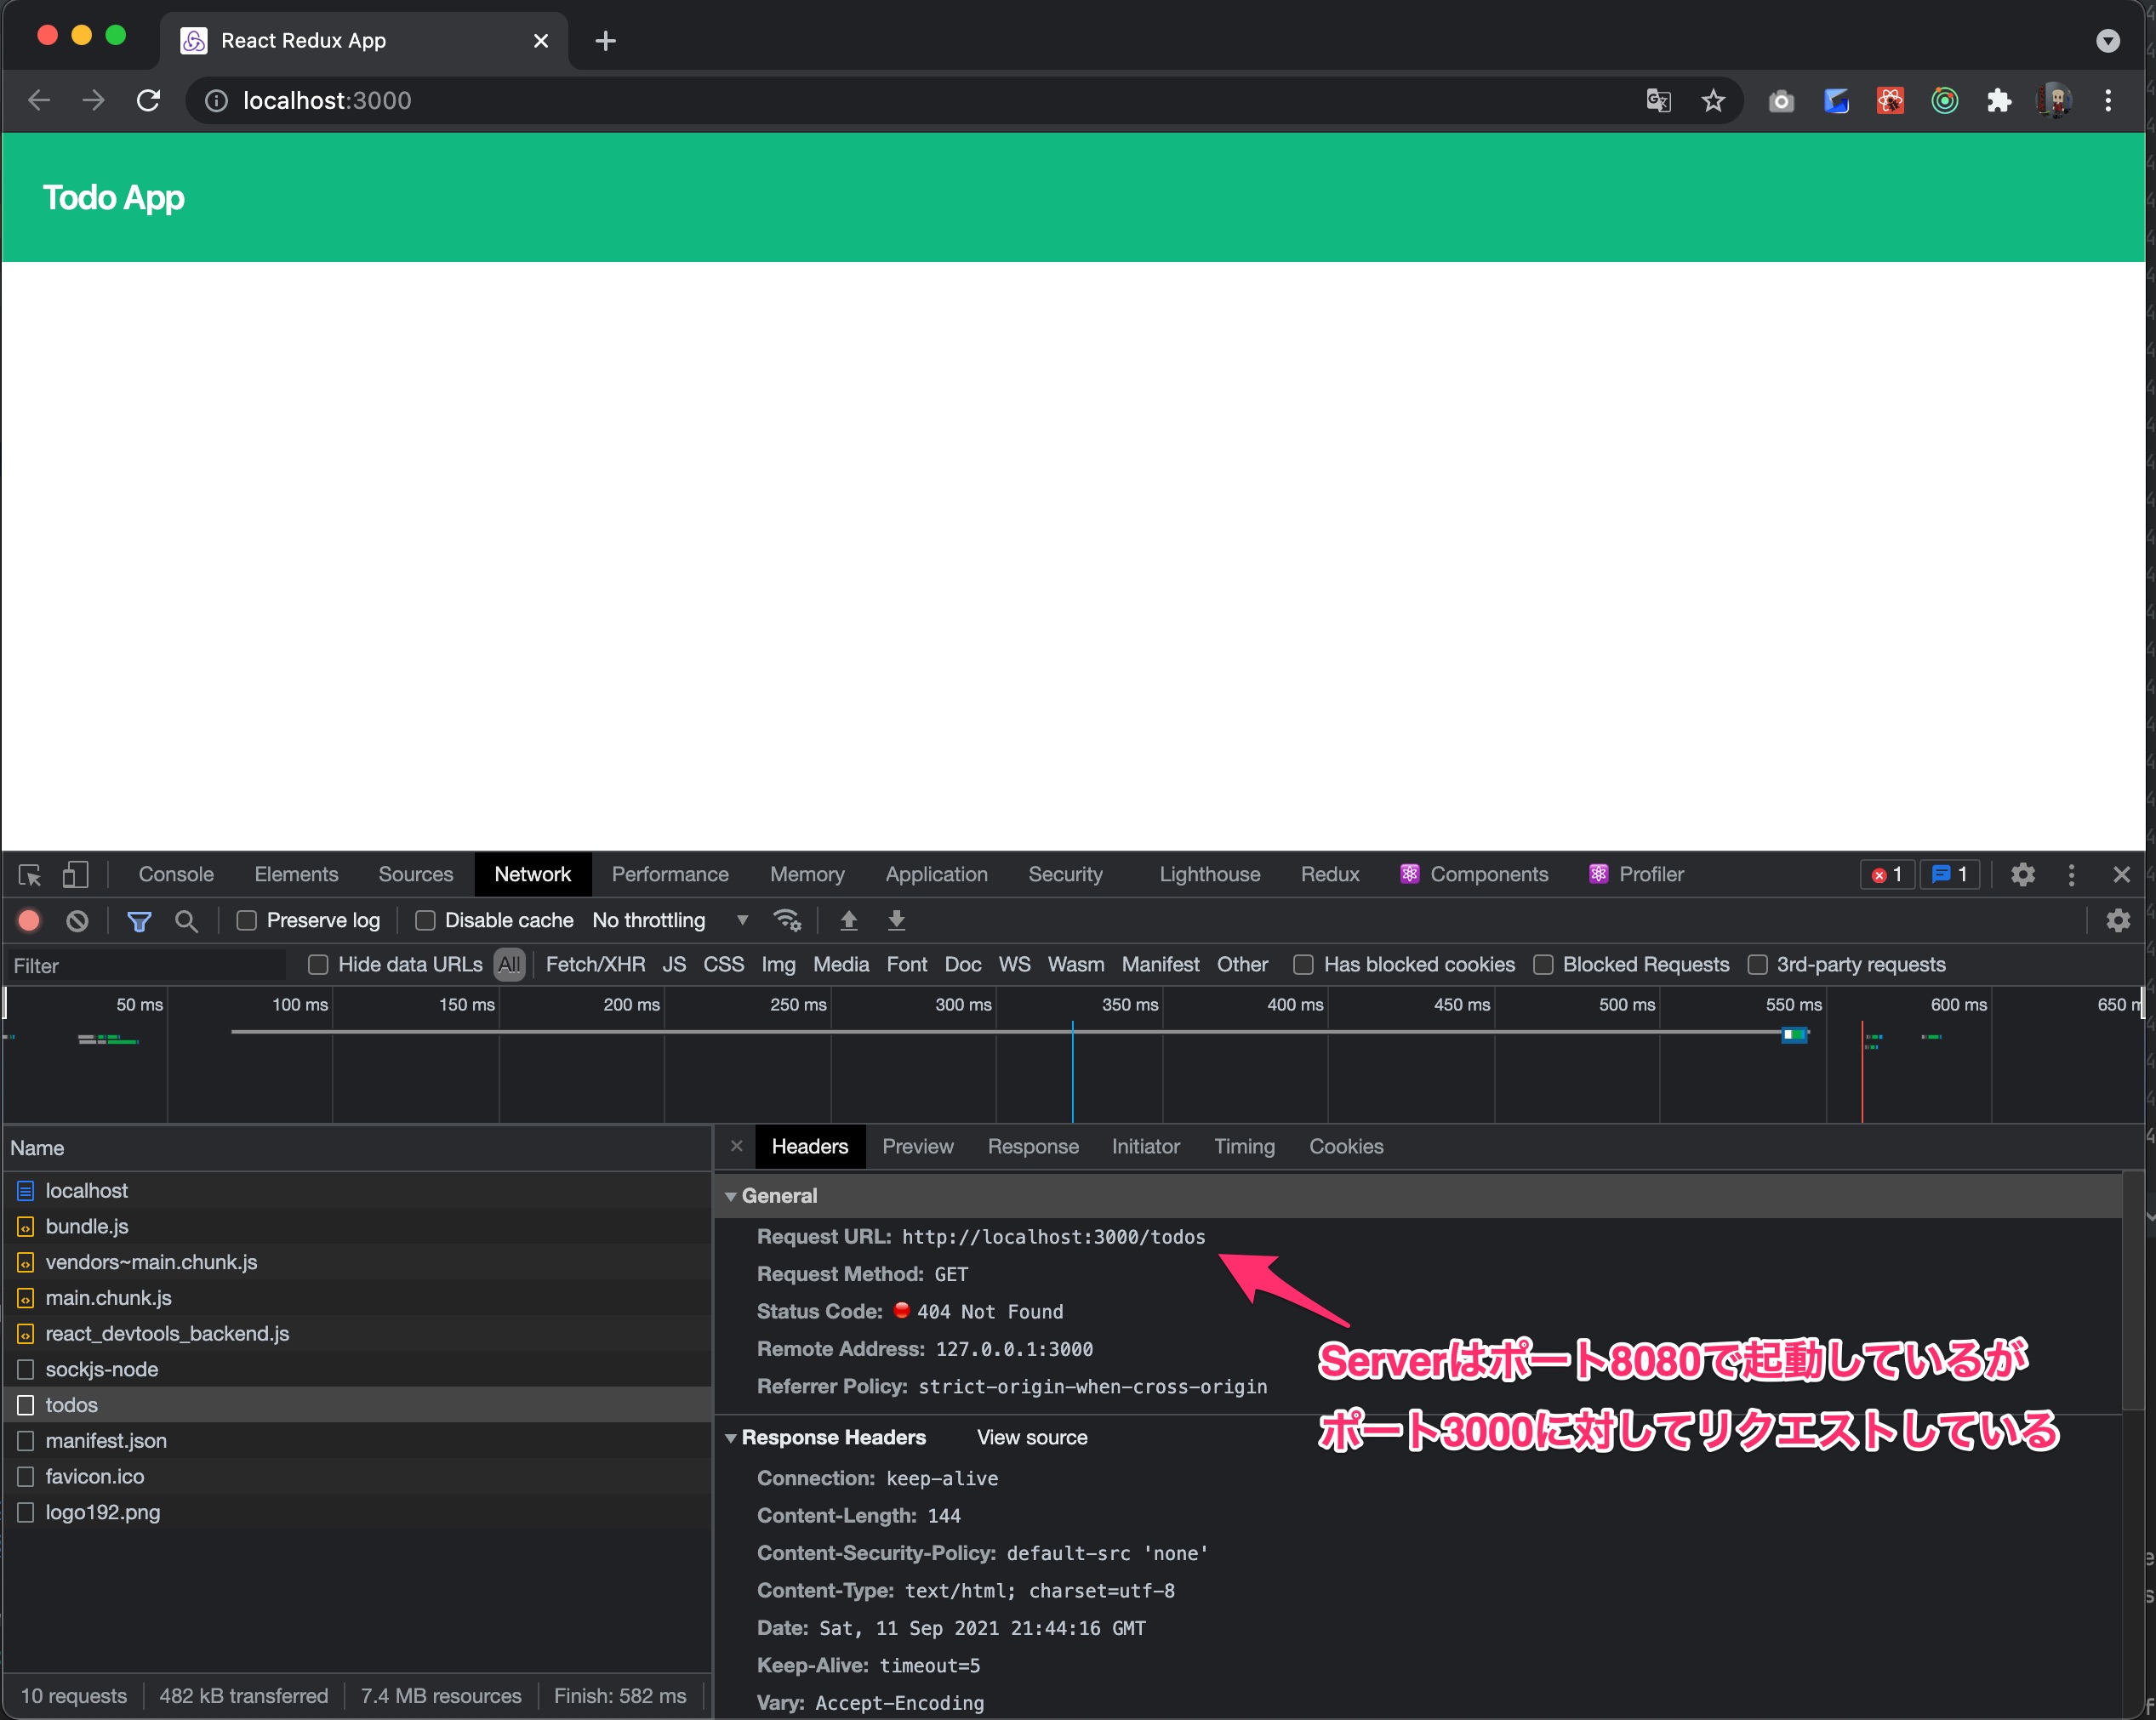 React Redux App
localhost:3000
Todo App
Console Elements Sources Network Performance Memory Application Security Lighthouse Redux Components Profiler 1 1
Preserve log Disable cache No throttling
Filter Hide data URLs All Fetch/XHR JS CSS Img Media Font Doc WS Wasm Manifest Other Has blocked cookies Blocked Requests 3rd-party requests
50 ms 100 ms 150 ms 200 ms 250 ms 300 ms 350 ms 400 ms 450 ms 500 ms 550 ms 600 ms 650 m
Name
localhost
bundle.js
vendors~main.chunk.js
main.chunk.js
react_devtools_backend.js
sockjs-node
todos
manifest.json
favicon.ico
logo192.png
10 requests 482 kB transferred 7.4 MB resources Finish: 582 ms
Headers Preview Response Initiator Timing Cookies
General
Request URL: http://localhost:3000/todos
Request Method: GET
Status Code: 404 Not Found
Remote Address: 127.0.0.1:3000
Referrer Policy: strict-origin-when-cross-origin
Serverはポート8080で起動しているが
ポート3000に対してリクエストしている
Response Headers View source
Connection: keep-alive
Content-Length: 144
Content-Security-Policy: default-src 'none'
Content-Type: text/html; charset=utf-8
Date: Sat, 11 Sep 2021 21:44:16 GMT
Keep-Alive: timeout=5
Vary: Accept-Encoding